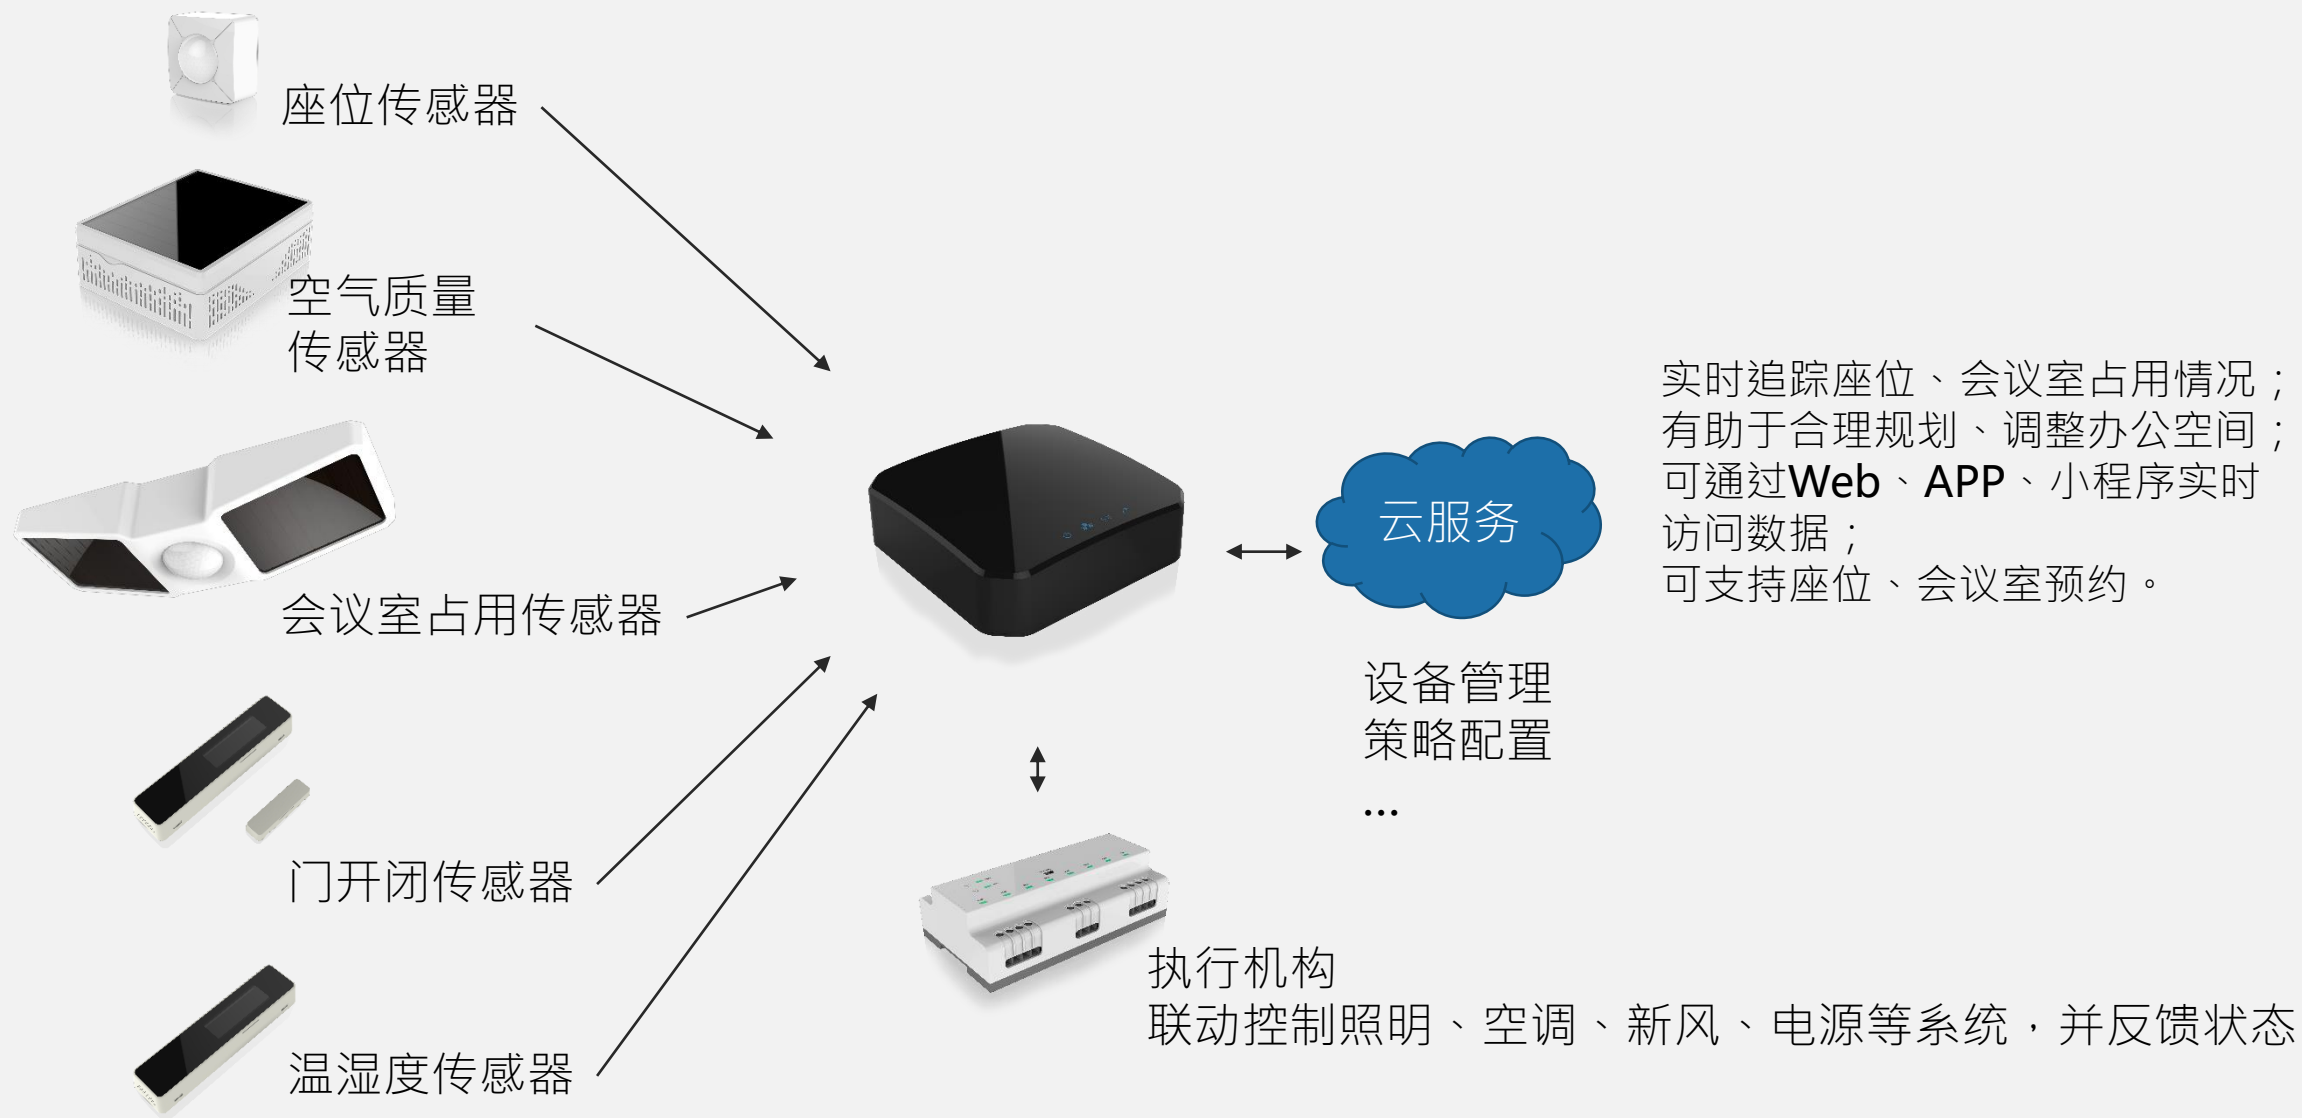 座位传感器
空气质量
传感器
会议室占用传感器
门开闭传感器
温湿度传感器
云服务
设备管理
策略配置
...
实时追踪座位、会议室占用情况；
有助于合理规划、调整办公空间；
可通过Web、APP、小程序实时
访问数据；
可支持座位、会议室预约。
执行机构
联动控制照明、空调、新风、电源等系统，并反馈状态